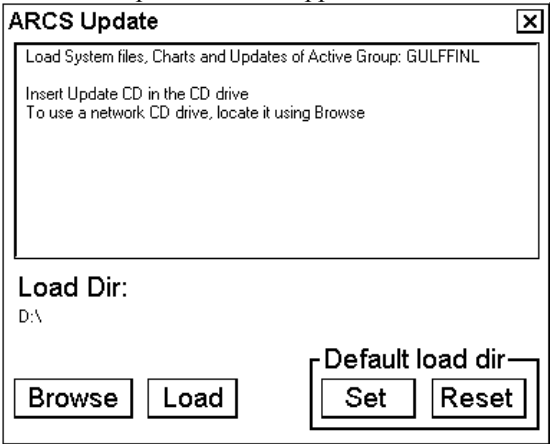 ARCS Update
Load System files, Charts and Updates of Active Group: GULFFINL
Insert Update CD in the CD drive
To use a network CD drive, locate it using Browse
Load Dir:
D:\
Default load dir
Browse Load Set Reset